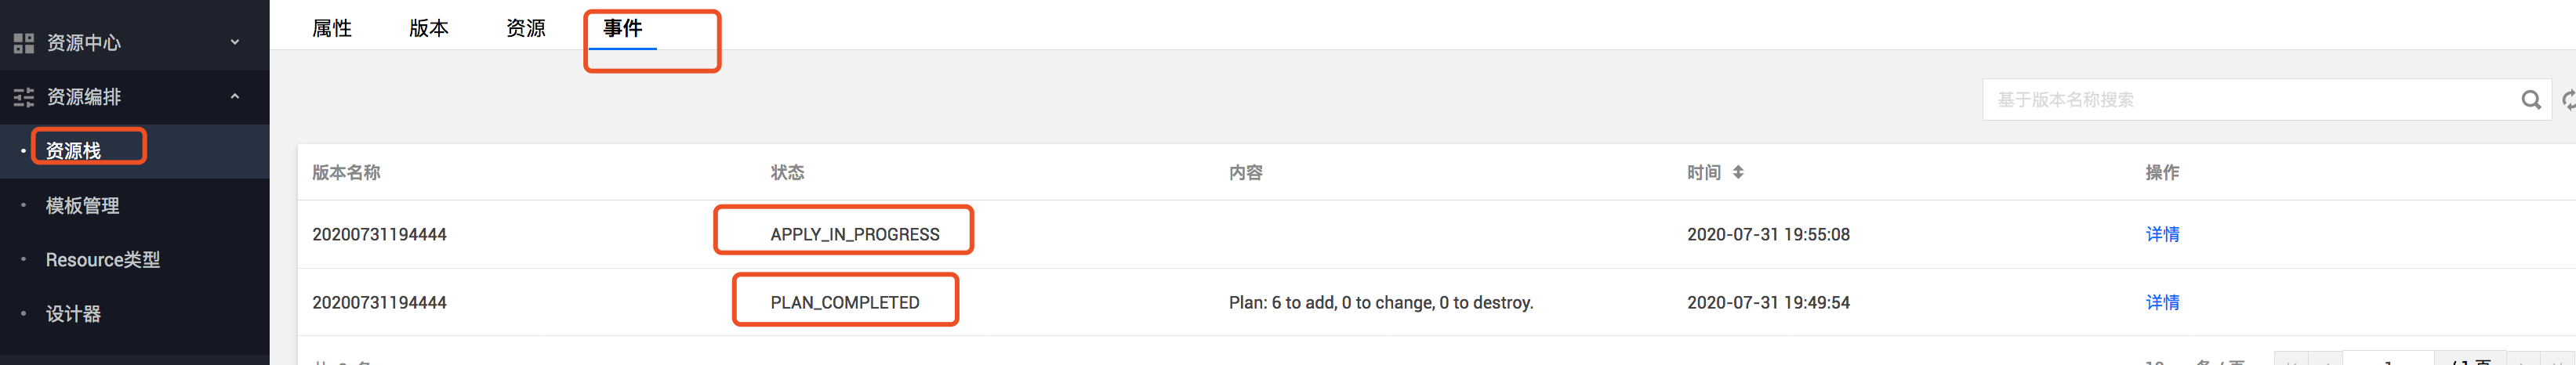 资源中心
资源编排
资源栈
模板管理
Resource类型
设计器
属性 版本 资源 事件
基于版本名称搜索
版本名称 状态 内容 时间 操作
20200731194444 APPLY_IN_PROGRESS 2020-07-31 19:55:08 详情
20200731194444 PLAN_COMPLETED Plan: 6 to add, 0 to change, 0 to destroy. 2020-07-31 19:49:54 详情